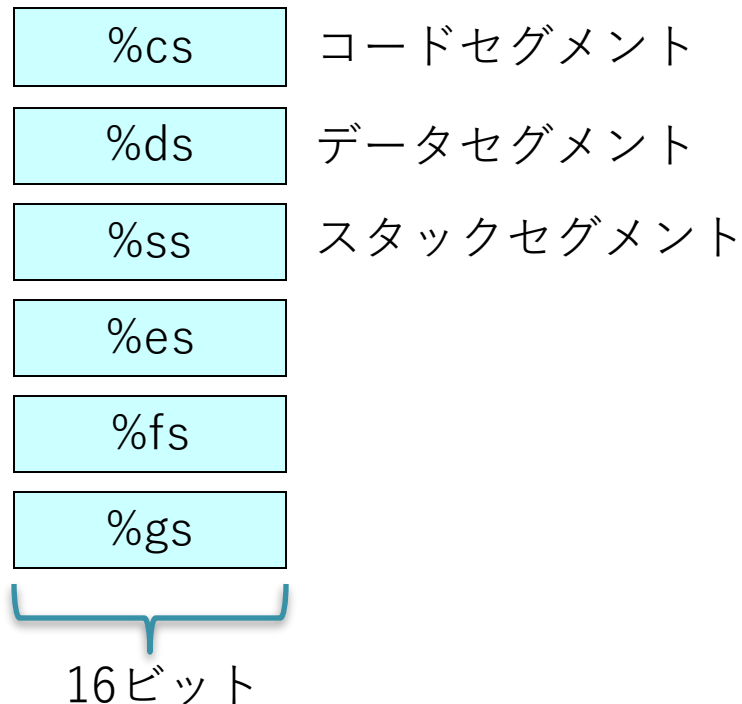 %cs コードセグメント
%ds データセグメント
%ss スタックセグメント
%es
%fs
%gs
16ビット